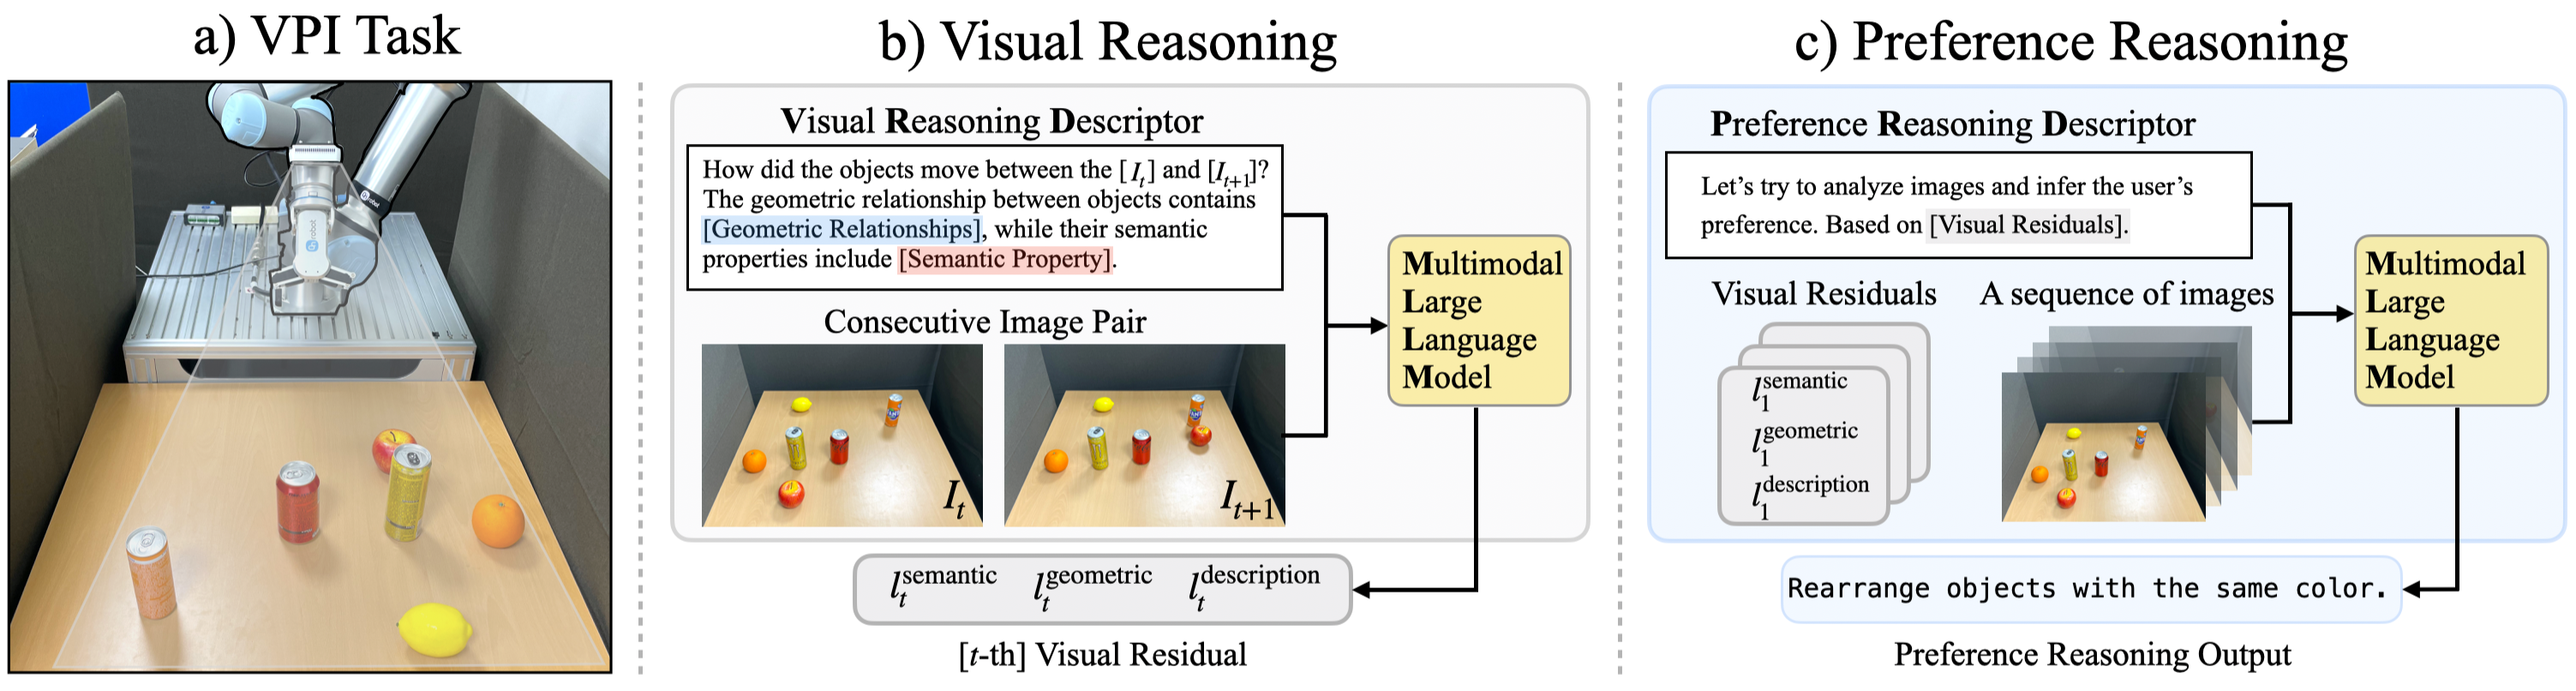 a) VPI Task
b) Visual Reasoning
Visual Reasoning Descriptor
How did the objects move between the [I_t] and [I_{t+1}]?
The geometric relationship between objects contains
[Geometric Relationships], while their semantic
properties include [Semantic Property].
Consecutive Image Pair
I_t
I_{t+1}
Multimodal
Large
Language
Model
l_t^{semantic} l_t^{geometric} l_t^{description}
[t-th] Visual Residual
c) Preference Reasoning
Preference Reasoning Descriptor
Let's try to analyze images and infer the user's
preference. Based on [Visual Residuals].
Visual Residuals
A sequence of images
l_1^{semantic}
l_1^{geometric}
l_1^{description}
Multimodal
Large
Language
Model
Rearrange objects with the same color.
Preference Reasoning Output